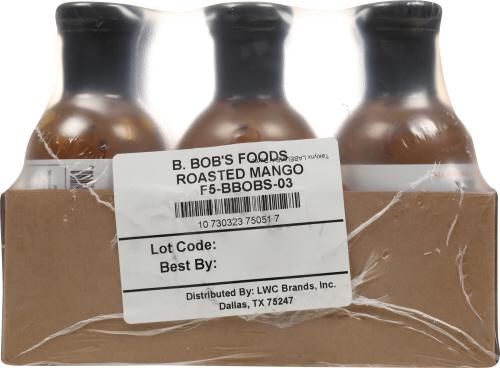 B. BOB'S FOODS
ROASTED MANGO
F5-BBOBS-03
10 730323 75051 7
Lot Code:
Best By:
Distributed By: LWC Brands, Inc.
Dallas, TX 75247